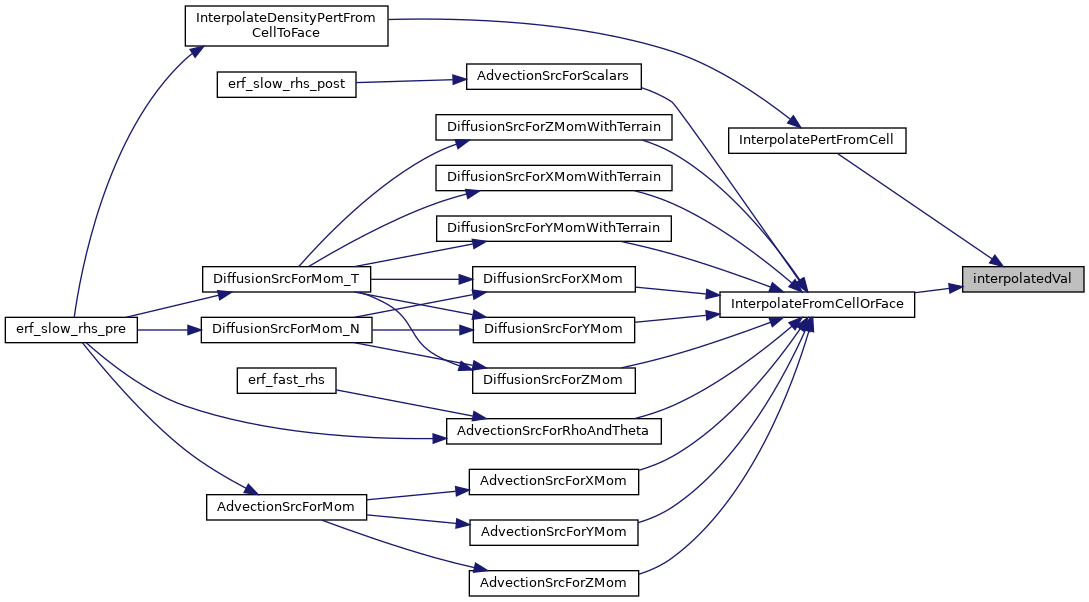 InterpolateDensityPertFrom
CellToFace
AdvectionSrcForScalars
erf_slow_rhs_post
DiffusionSrcForZMomWithTerrain
InterpolatePertFromCell
DiffusionSrcForXMomWithTerrain
DiffusionSrcForYMomWithTerrain
DiffusionSrcForMom_T
DiffusionSrcForXMom
interpolatedVal
InterpolateFromCellOrFace
erf_slow_rhs_pre
DiffusionSrcForMom_N
DiffusionSrcForYMom
erf_fast_rhs
DiffusionSrcForZMom
AdvectionSrcForRhoAndTheta
AdvectionSrcForXMom
AdvectionSrcForMom
AdvectionSrcForYMom
AdvectionSrcForZMom